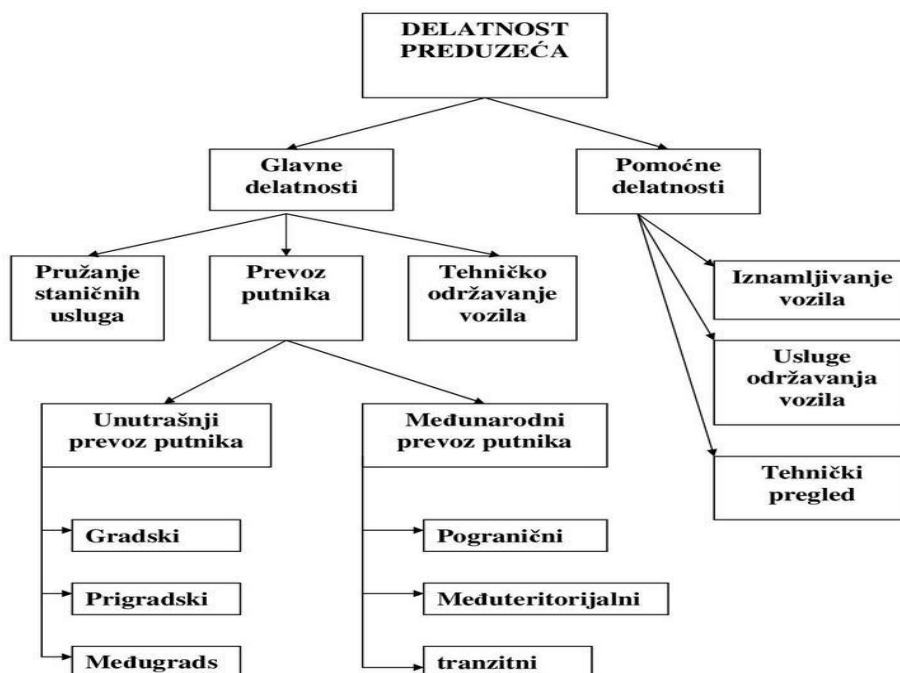 DELATNOST
PREDUZEĆA
Glavne
delatnosti
Pomoćne
delatnosti
Pružanje
staničnih
usluga
Prevoz
putnika
Tehničko
održavanje
vozila
Iznamljivanje
vozila
Usluge
održavanja
vozila
Tehnički
pregled
Unutrašnji
prevoz putnika
Međunarodni
prevoz putnika
Gradski
Prigradski
Međugrads
Pogranični
Međuteritorijalni
tranzitni